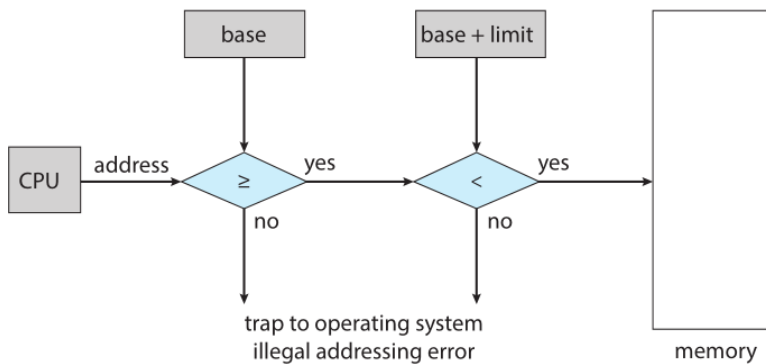 base
base + limit
CPU
address
≥
yes
<
yes
no
no
trap to operating system
illegal addressing error
memory